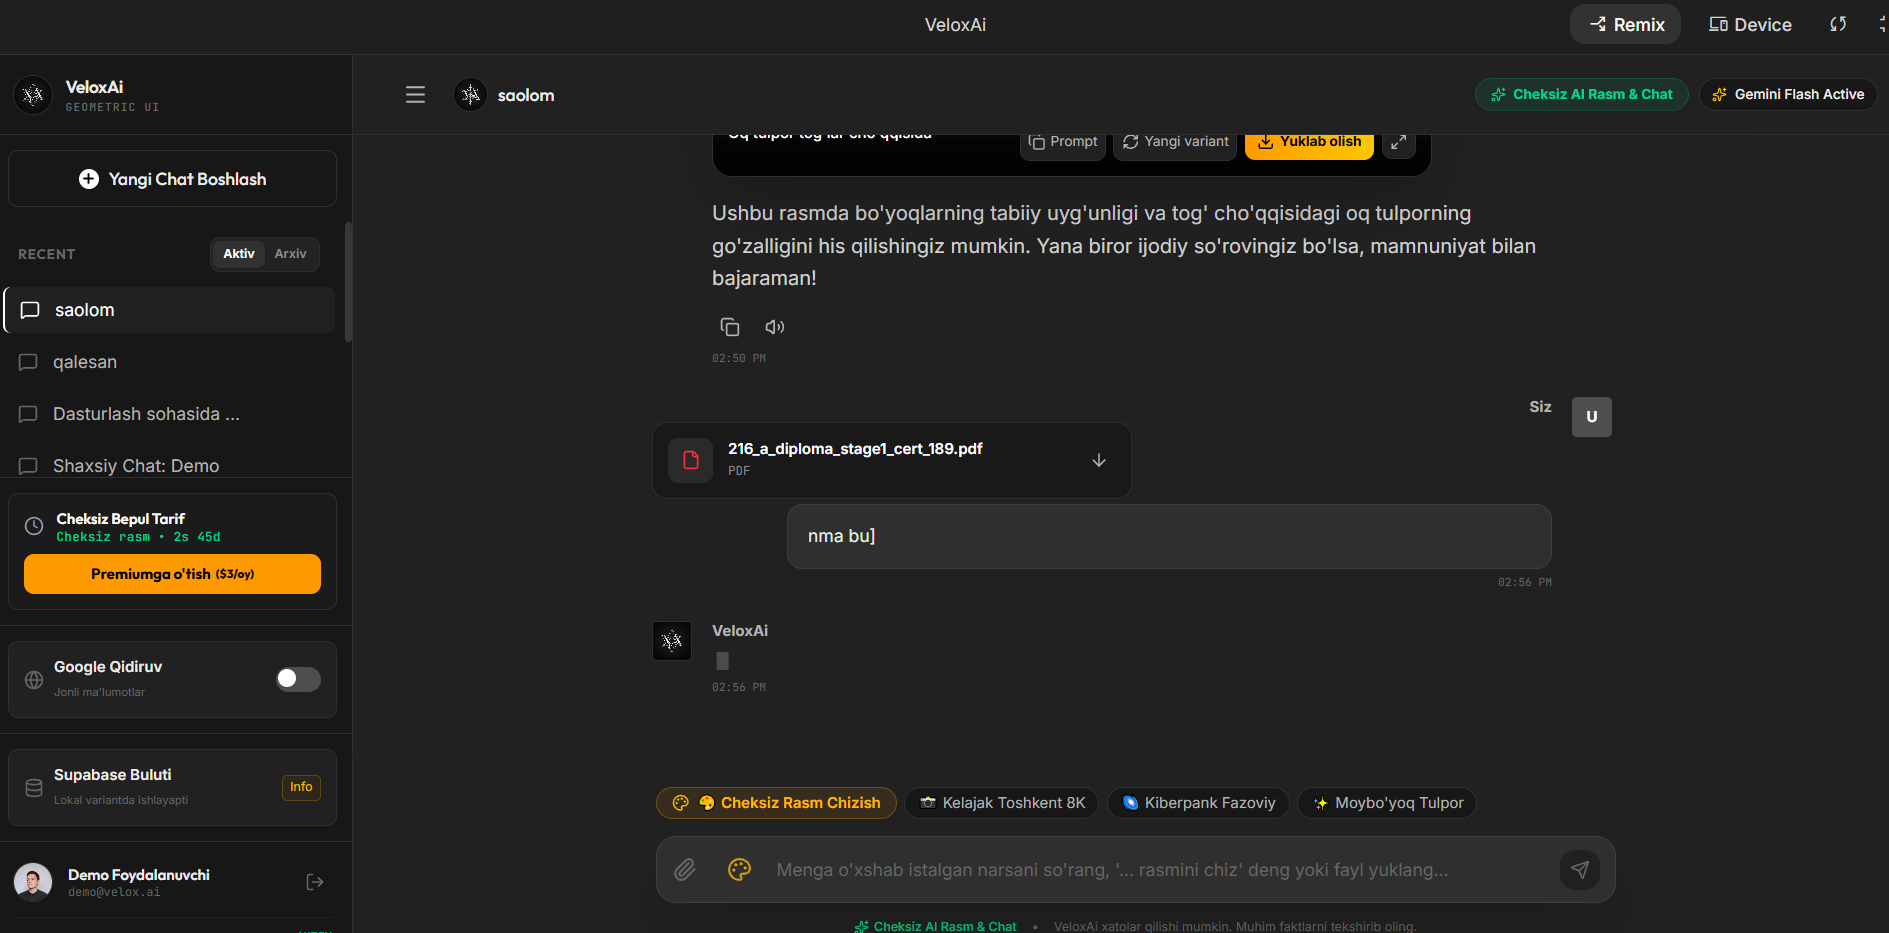 VeloxAi
Remix
Device
VeloxAi
GEOMETRIC UI
saolom
Cheksiz AI Rasm & Chat
Gemini Flash Active
Yangi Chat Boshlash
RECENT
Aktiv
Arxiv
saolom
qalesan
Dasturlash sohasida ...
Shaxsiy Chat: Demo
Cheksiz Bepul Tarif
Cheksiz rasm • 2s 45d
Premiumga o'tish ($3/oy)
Google Qidiruv
Jonli ma'lumotlar
Supabase Buluti
Lokal variantda ishlayapti
Info
Demo Foydalanuvchi
demo@velox.ai
Oq tulpor tog'lar cho'qqisida
Prompt
Yangi variant
Yuklab olish
Ushbu rasmda bo'yoqlarning tabiiy uyg'unligi va tog' cho'qqisidagi oq tulporning
go'zalligini his qilishingiz mumkin. Yana biror ijodiy so'rovingiz bo'lsa, mamnuniyat bilan
bajaraman!
02:50 PM
Siz
U
216_a_diploma_stage1_cert_189.pdf
PDF
nma bu]
02:56 PM
VeloxAi
02:56 PM
Cheksiz Rasm Chizish
Kelajak Toshkent 8K
Kiberpank Fazoviy
Moybo'yoq Tulpor
Menga o'xshab istalgan narsani so'rang, '... rasmini chiz' deng yoki fayl yuklang...
Cheksiz AI Rasm & Chat • VeloxAi xatolar qilishi mumkin. Muhim faktlarni tekshirib oling.